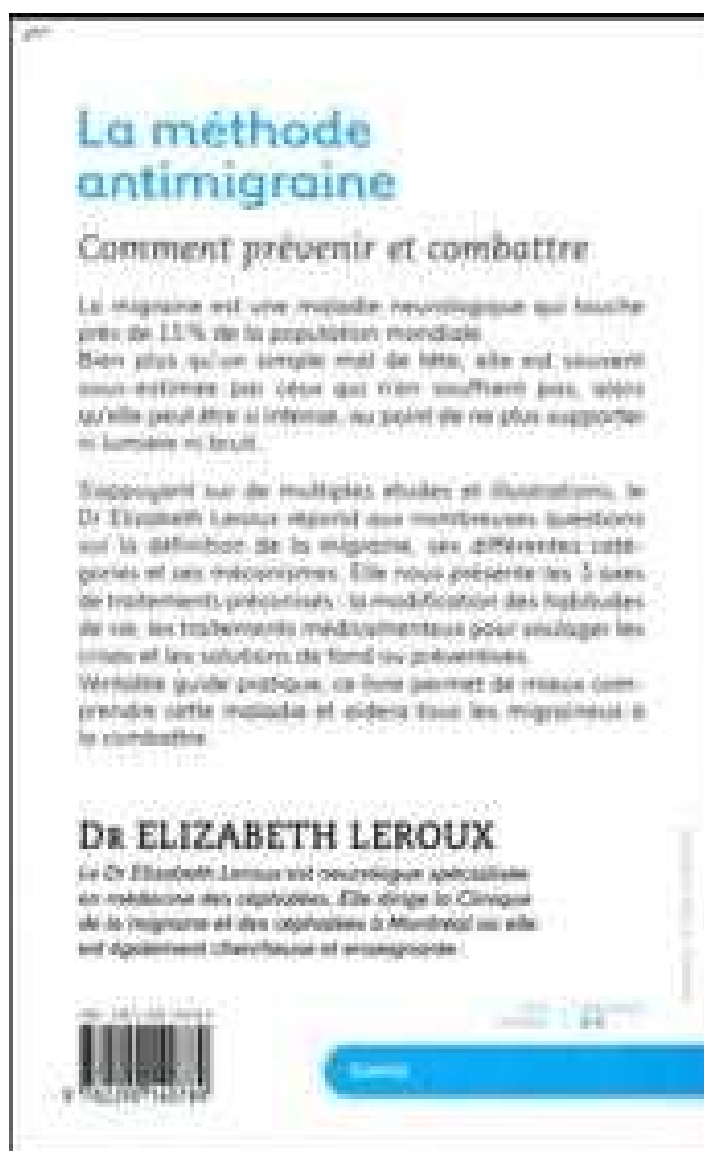 La méthode
antimigraine
Comment prévenir et combattre
La migraine est une maladie neurologique qui touche
près de 15 % de la population mondiale.
Bien plus qu'un simple mal de tête, elle est souvent
sous-estimée par ceux qui n'en souffrent pas, alors
qu'elle peut être si intense, au point de ne plus supporter
ni lumière ni bruit.
S'appuyant sur de multiples études et illustrations, le
Dr Elizabeth Leroux répond aux nombreuses questions
sur la définition de la migraine, ses différentes caté-
gories et ses mécanismes. Elle nous présente les 3 axes
de traitements préconisés : la modification des habitudes
de vie, les traitements médicamenteux pour soulager les
crises et les solutions de fond ou préventives.
Véritable guide pratique, ce livre permet de mieux com-
prendre cette maladie et aidera tous les migraineux à
la combattre.
DR ELIZABETH LEROUX
Le Dr Elizabeth Leroux est neurologue spécialisée
en médecine des céphalées. Elle dirige la Clinique
de la migraine et des céphalées à Montréal où elle
est également chercheuse et enseignante.